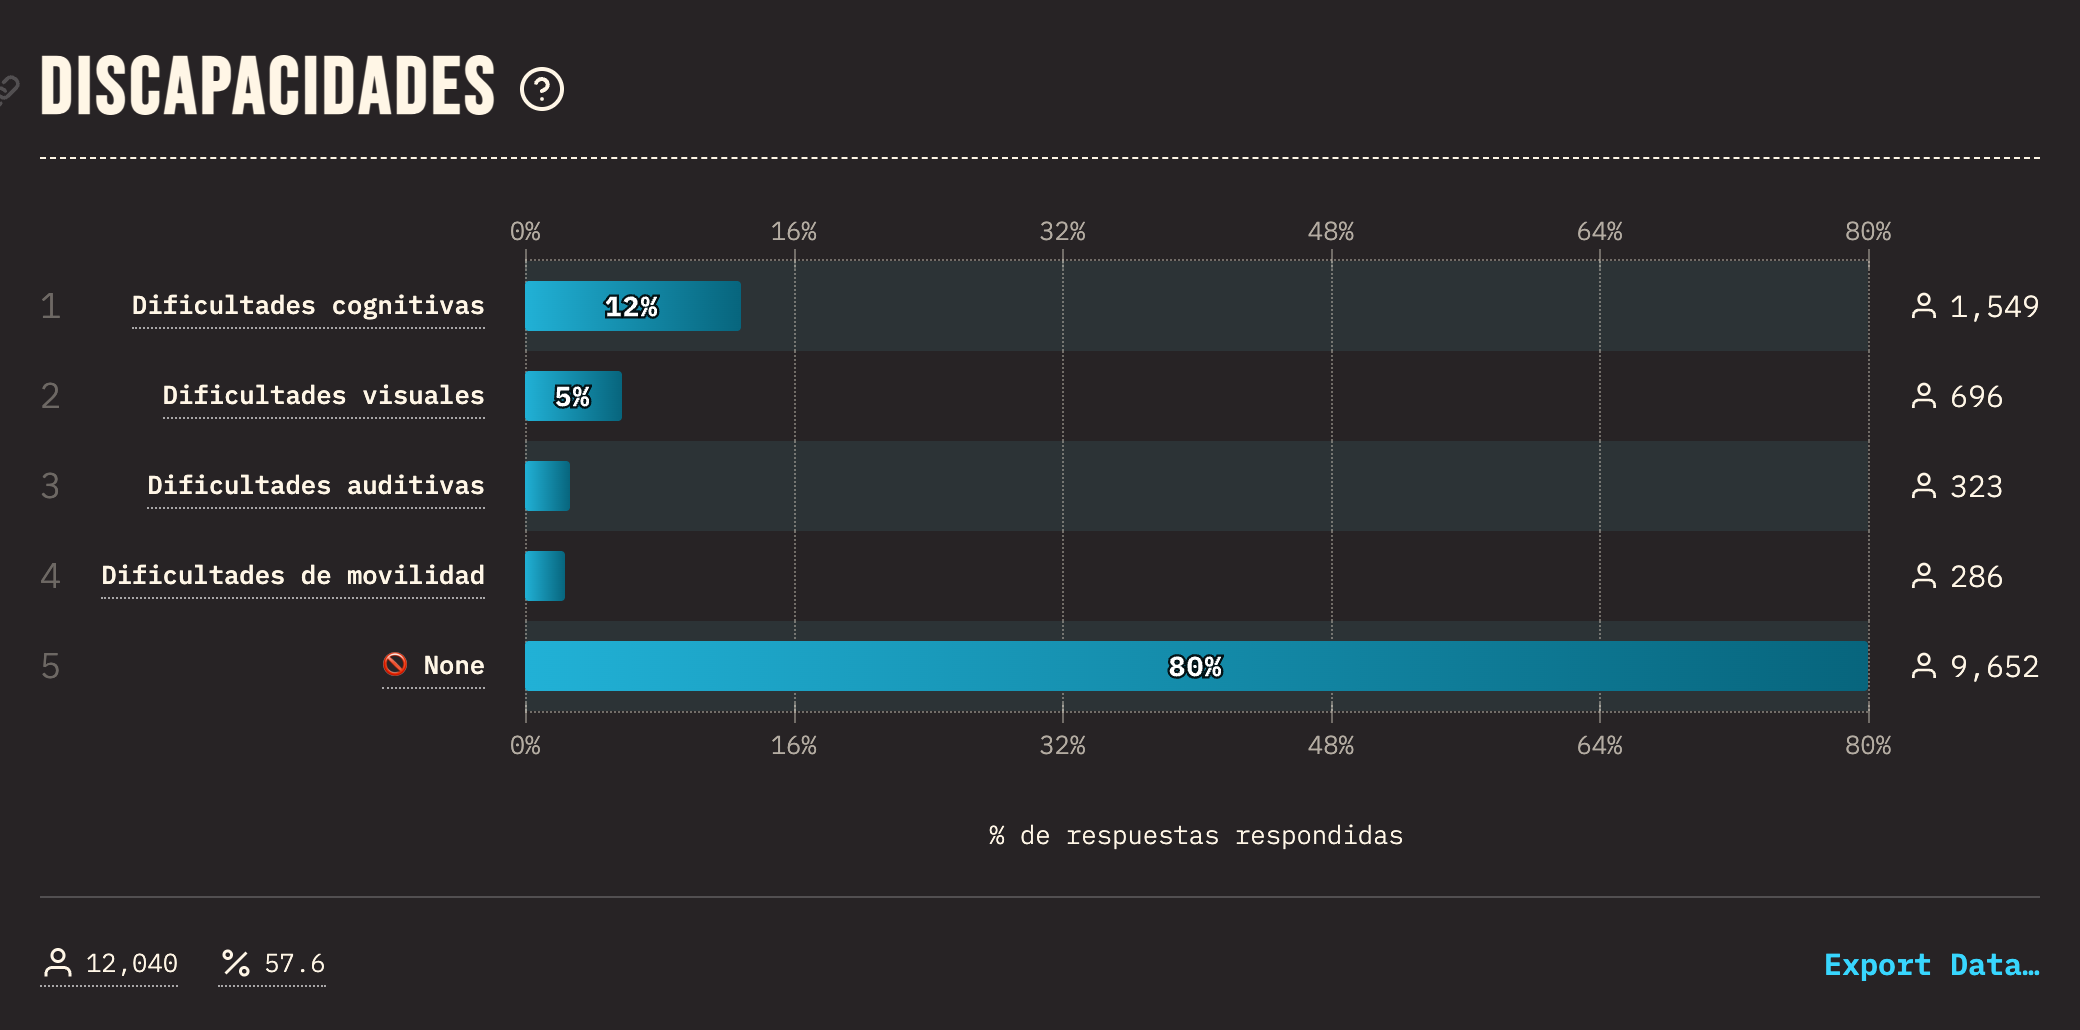 DISCAPACIDADES
0% 16% 32% 48% 64% 80%
1 Dificultades cognitivas 12% 1,549
2 Dificultades visuales 5% 696
3 Dificultades auditivas 323
4 Dificultades de movilidad 286
5 None 80% 9,652
0% 16% 32% 48% 64% 80%
% de respuestas respondidas
12,040 % 57.6 Export Data…